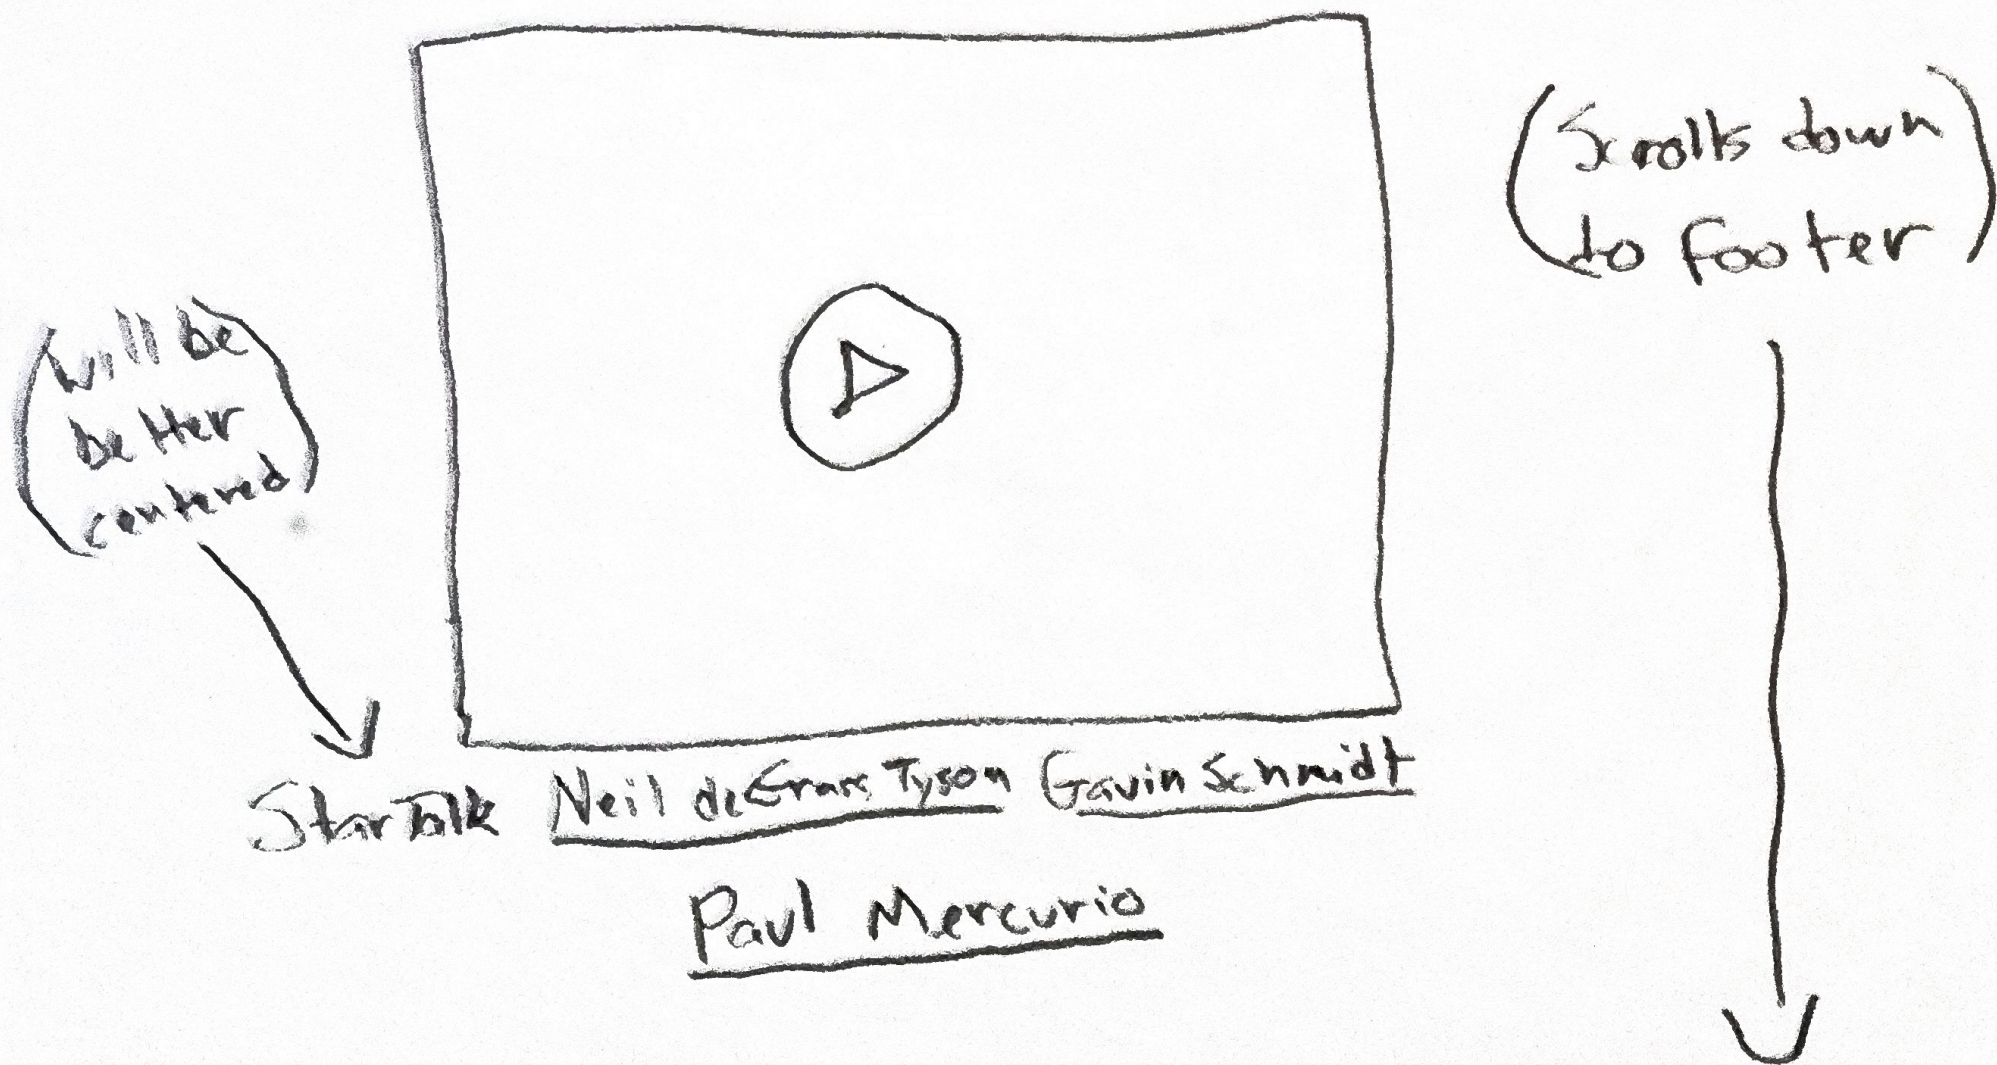 (Scrolls down
to footer)
(will be
better
centered)
StarTalk Neil deGrass Tyson Gavin Schmidt
Paul Mercurio